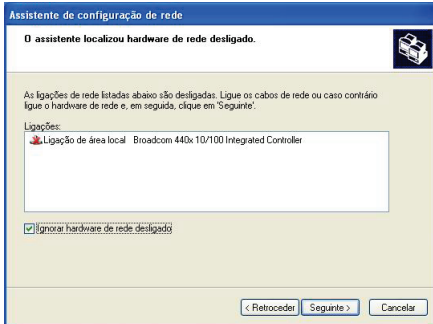 Assistente de configuração de rede
O assistente localizou hardware de rede desligado.
As ligações de rede listadas abaixo são desligadas. Ligue os cabos de rede ou caso contrário
ligue o hardware de rede e, em seguida, clique em 'Seguinte'.
Ligações:
Ligação de área local Broadcom 440x 10/100 Integrated Controller
Ignorar hardware de rede desligado
< Retroceder Seguinte > Cancelar